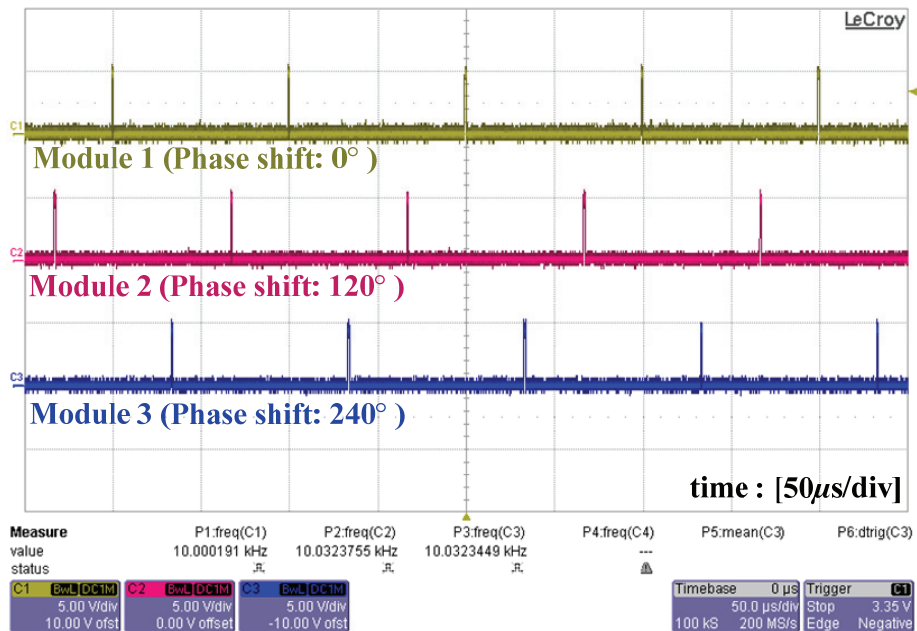 LeCroy
C1
Module 1 (Phase shift: 0° )
C2
Module 2 (Phase shift: 120° )
C3
Module 3 (Phase shift: 240° )
time : [50µs/div]
Measure P1:freq(C1) P2:freq(C2) P3:freq(C3) P4:freq(C4) P5:mean(C3) P6:dtrig(C3)
value 10.000191 kHz 10.0323755 kHz 10.0323449 kHz ---
status
C1 BwL DC1M
5.00 V/div
10.00 V ofst
C2 BwL DC1M
5.00 V/div
0.00 V offset
C3 BwL DC1M
5.00 V/div
-10.00 V ofst
Timebase 0 µs
50.0 µs/div
100 kS 200 MS/s
Trigger C1
Stop 3.35 V
Edge Negative